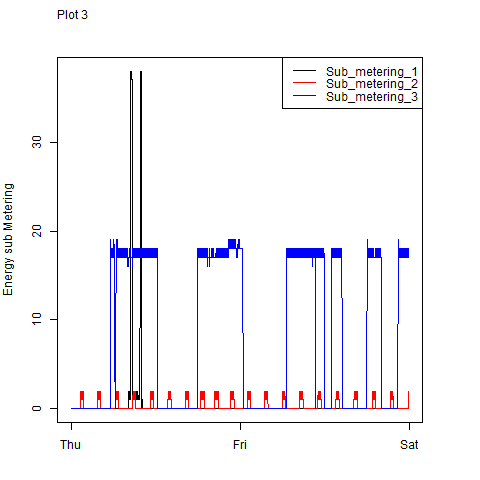 Plot 3
Sub_metering_1
Sub_metering_2
Sub_metering_3
Energy sub Metering
30
20
10
0
Thu Fri Sat